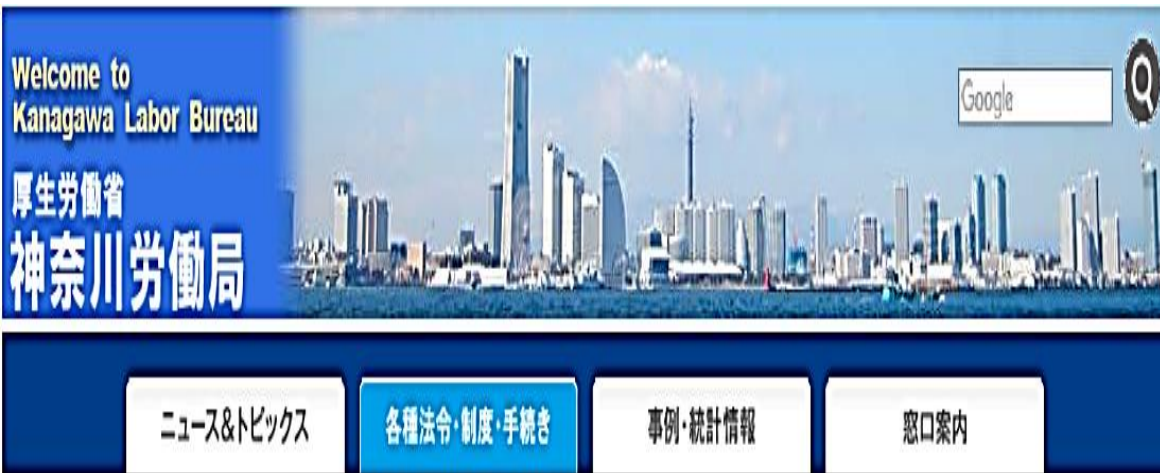 Welcome to
Kanagawa Labor Bureau
厚生労働省
神奈川労働局
Google
ニュース&トピックス
各種法令・制度・手続き
事例・統計情報
窓口案内